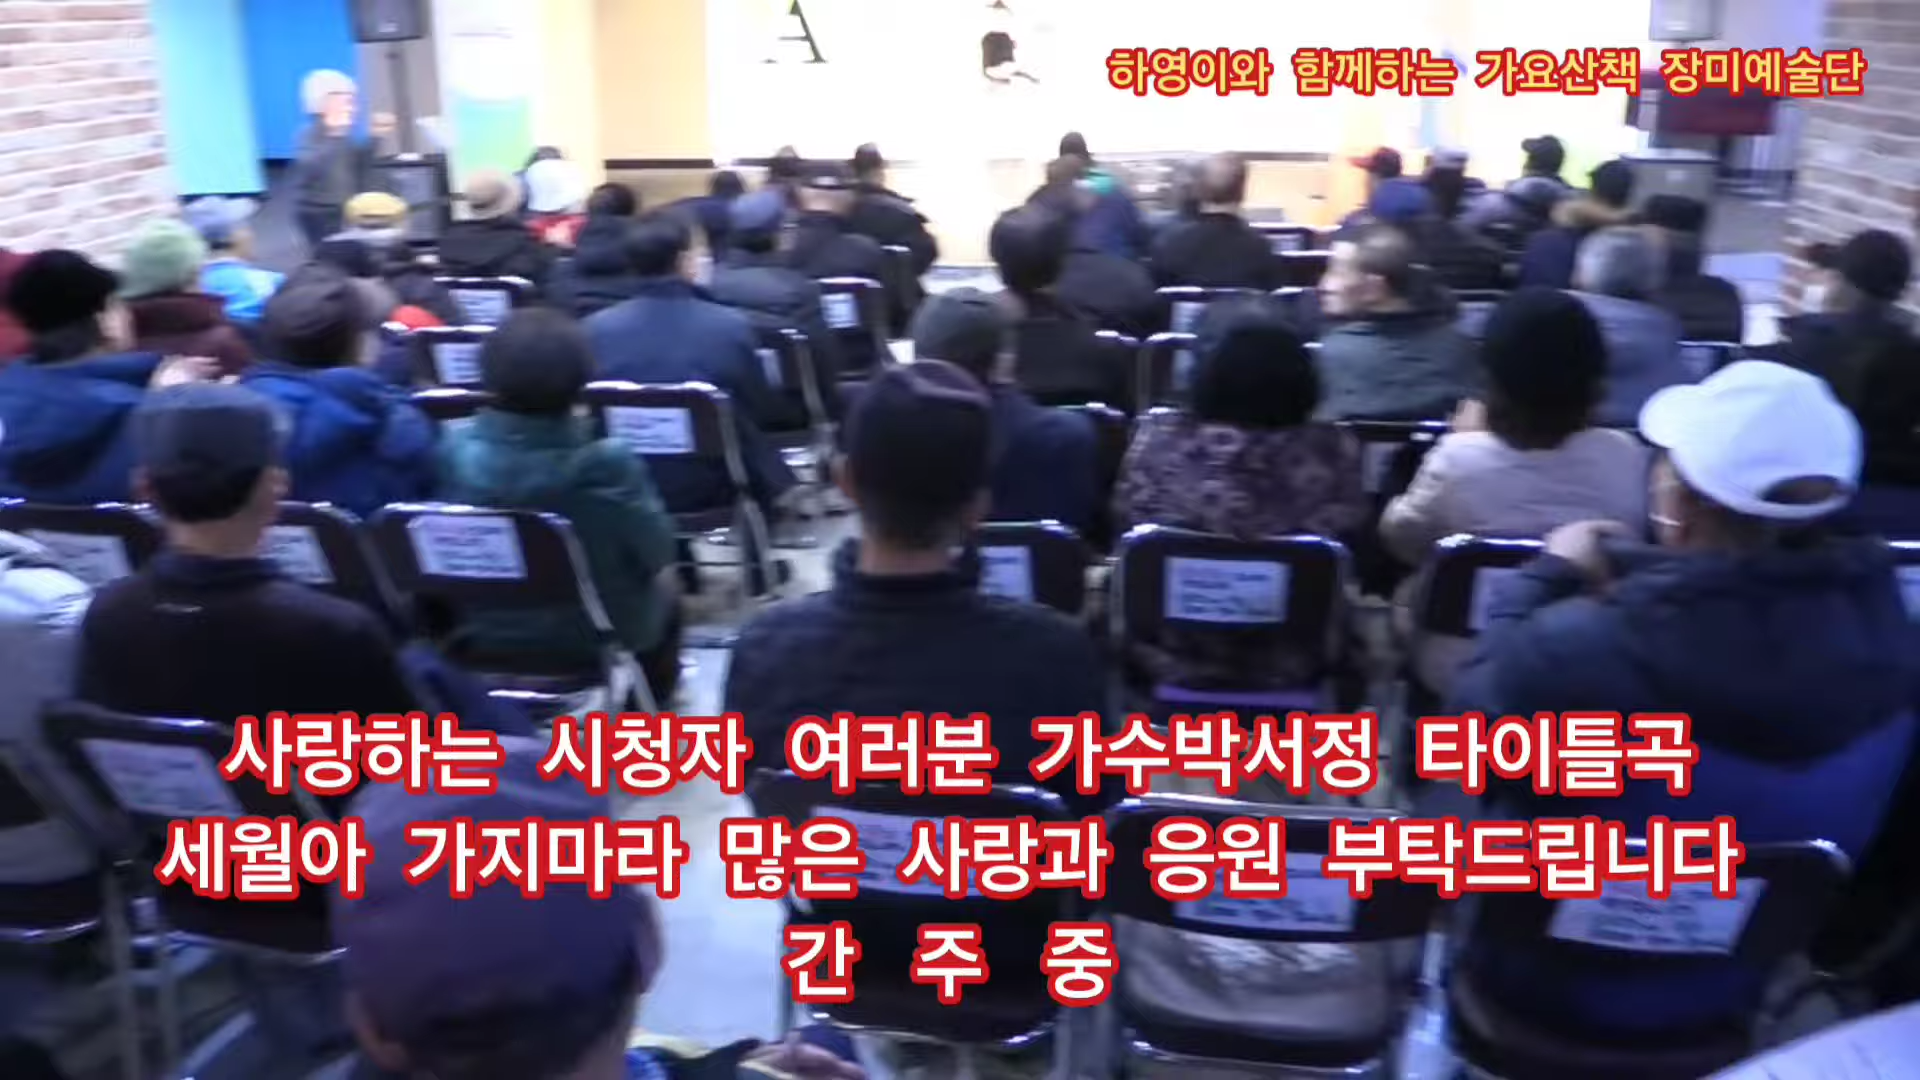 A
하영이와 함께하는 가요산책 장미예술단
사랑하는 시청자 여러분 가수박서정 타이틀곡
세월아 가지마라 많은 사랑과 응원 부탁드립니다
간 주 중